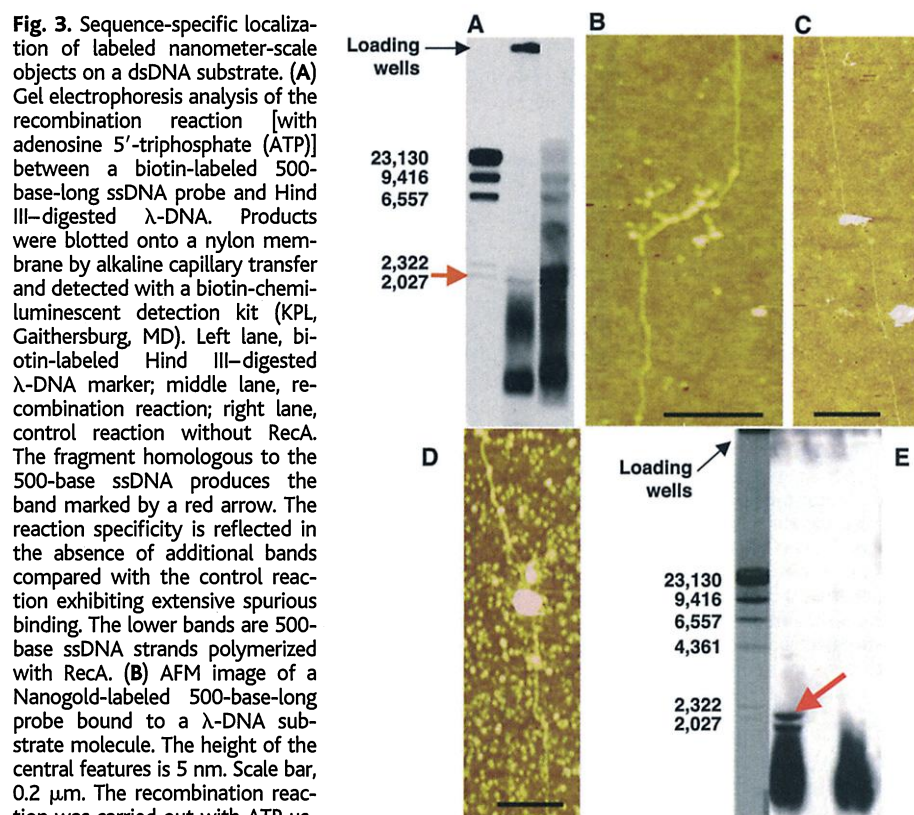 Fig. 3. Sequence-specific localiza-
tion of labeled nanometer-scale
objects on a dsDNA substrate. (A)
Gel electrophoresis analysis of the
recombination reaction [with
adenosine 5′-triphosphate (ATP)]
between a biotin-labeled 500-
base-long ssDNA probe and Hind
III–digested λ-DNA. Products
were blotted onto a nylon mem-
brane by alkaline capillary transfer
and detected with a biotin-chemi-
luminescent detection kit (KPL,
Gaithersburg, MD). Left lane, bi-
otin-labeled Hind III–digested
λ-DNA marker; middle lane, re-
combination reaction; right lane,
control reaction without RecA.
The fragment homologous to the
500-base ssDNA produces the
band marked by a red arrow. The
reaction specificity is reflected in
the absence of additional bands
compared with the control reac-
tion exhibiting extensive spurious
binding. The lower bands are 500-
base ssDNA strands polymerized
with RecA. (B) AFM image of a
Nanogold-labeled 500-base-long
probe bound to a λ-DNA sub-
strate molecule. The height of the
central features is 5 nm. Scale bar,
0.2 μm. The recombination reac-
tion was carried out with ATP-
A
Loading
wells
23,130
9,416
6,557
2,322
2,027
B
C
D
E
Loading
wells
23,130
9,416
6,557
4,361
2,322
2,027